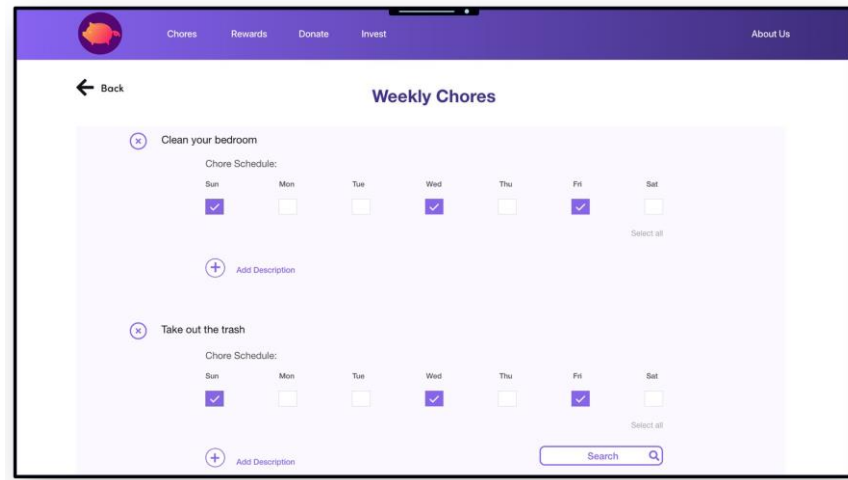 Chores Rewards Donate Invest About Us
Back
Weekly Chores
Clean your bedroom
Chore Schedule:
Sun Mon Tue Wed Thu Fri Sat
Select all
Add Description
Take out the trash
Chore Schedule:
Sun Mon Tue Wed Thu Fri Sat
Select all
Add Description Search